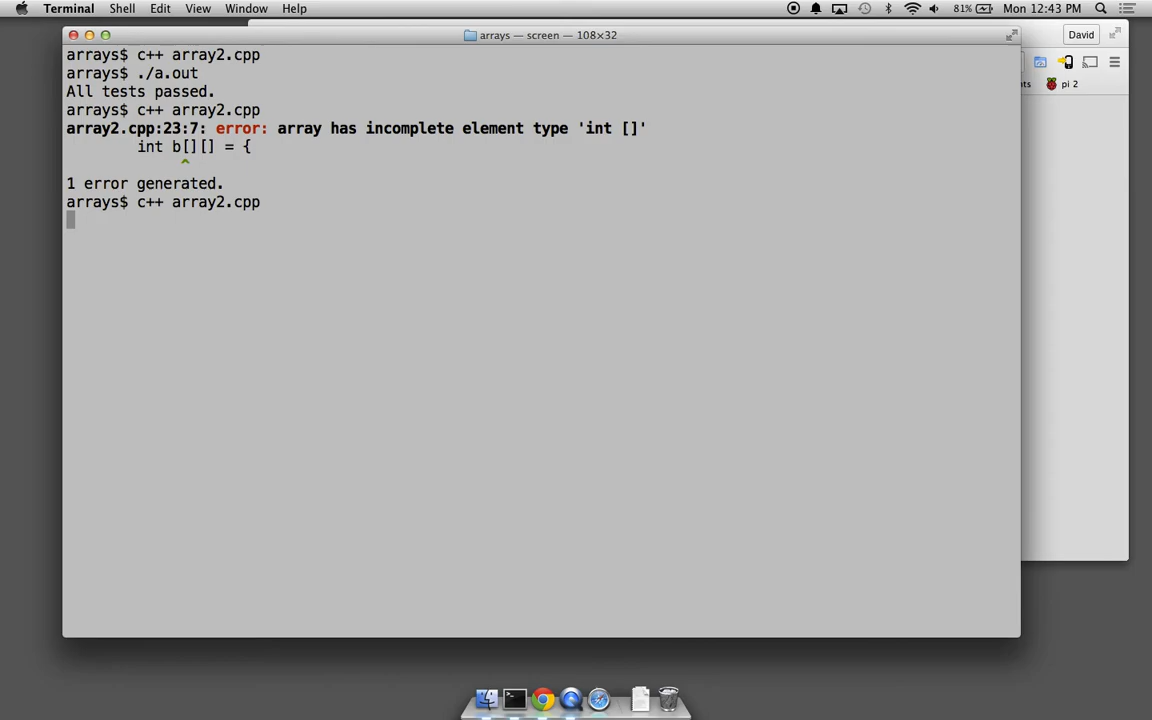 Terminal Shell Edit View Window Help 81% Mon 12:43 PM
arrays — screen — 108×32
David
arrays$ c++ array2.cpp
arrays$ ./a.out
nts pi 2
All tests passed.
arrays$ c++ array2.cpp
array2.cpp:23:7: error: array has incomplete element type 'int []'
int b[][] = {
^
1 error generated.
arrays$ c++ array2.cpp